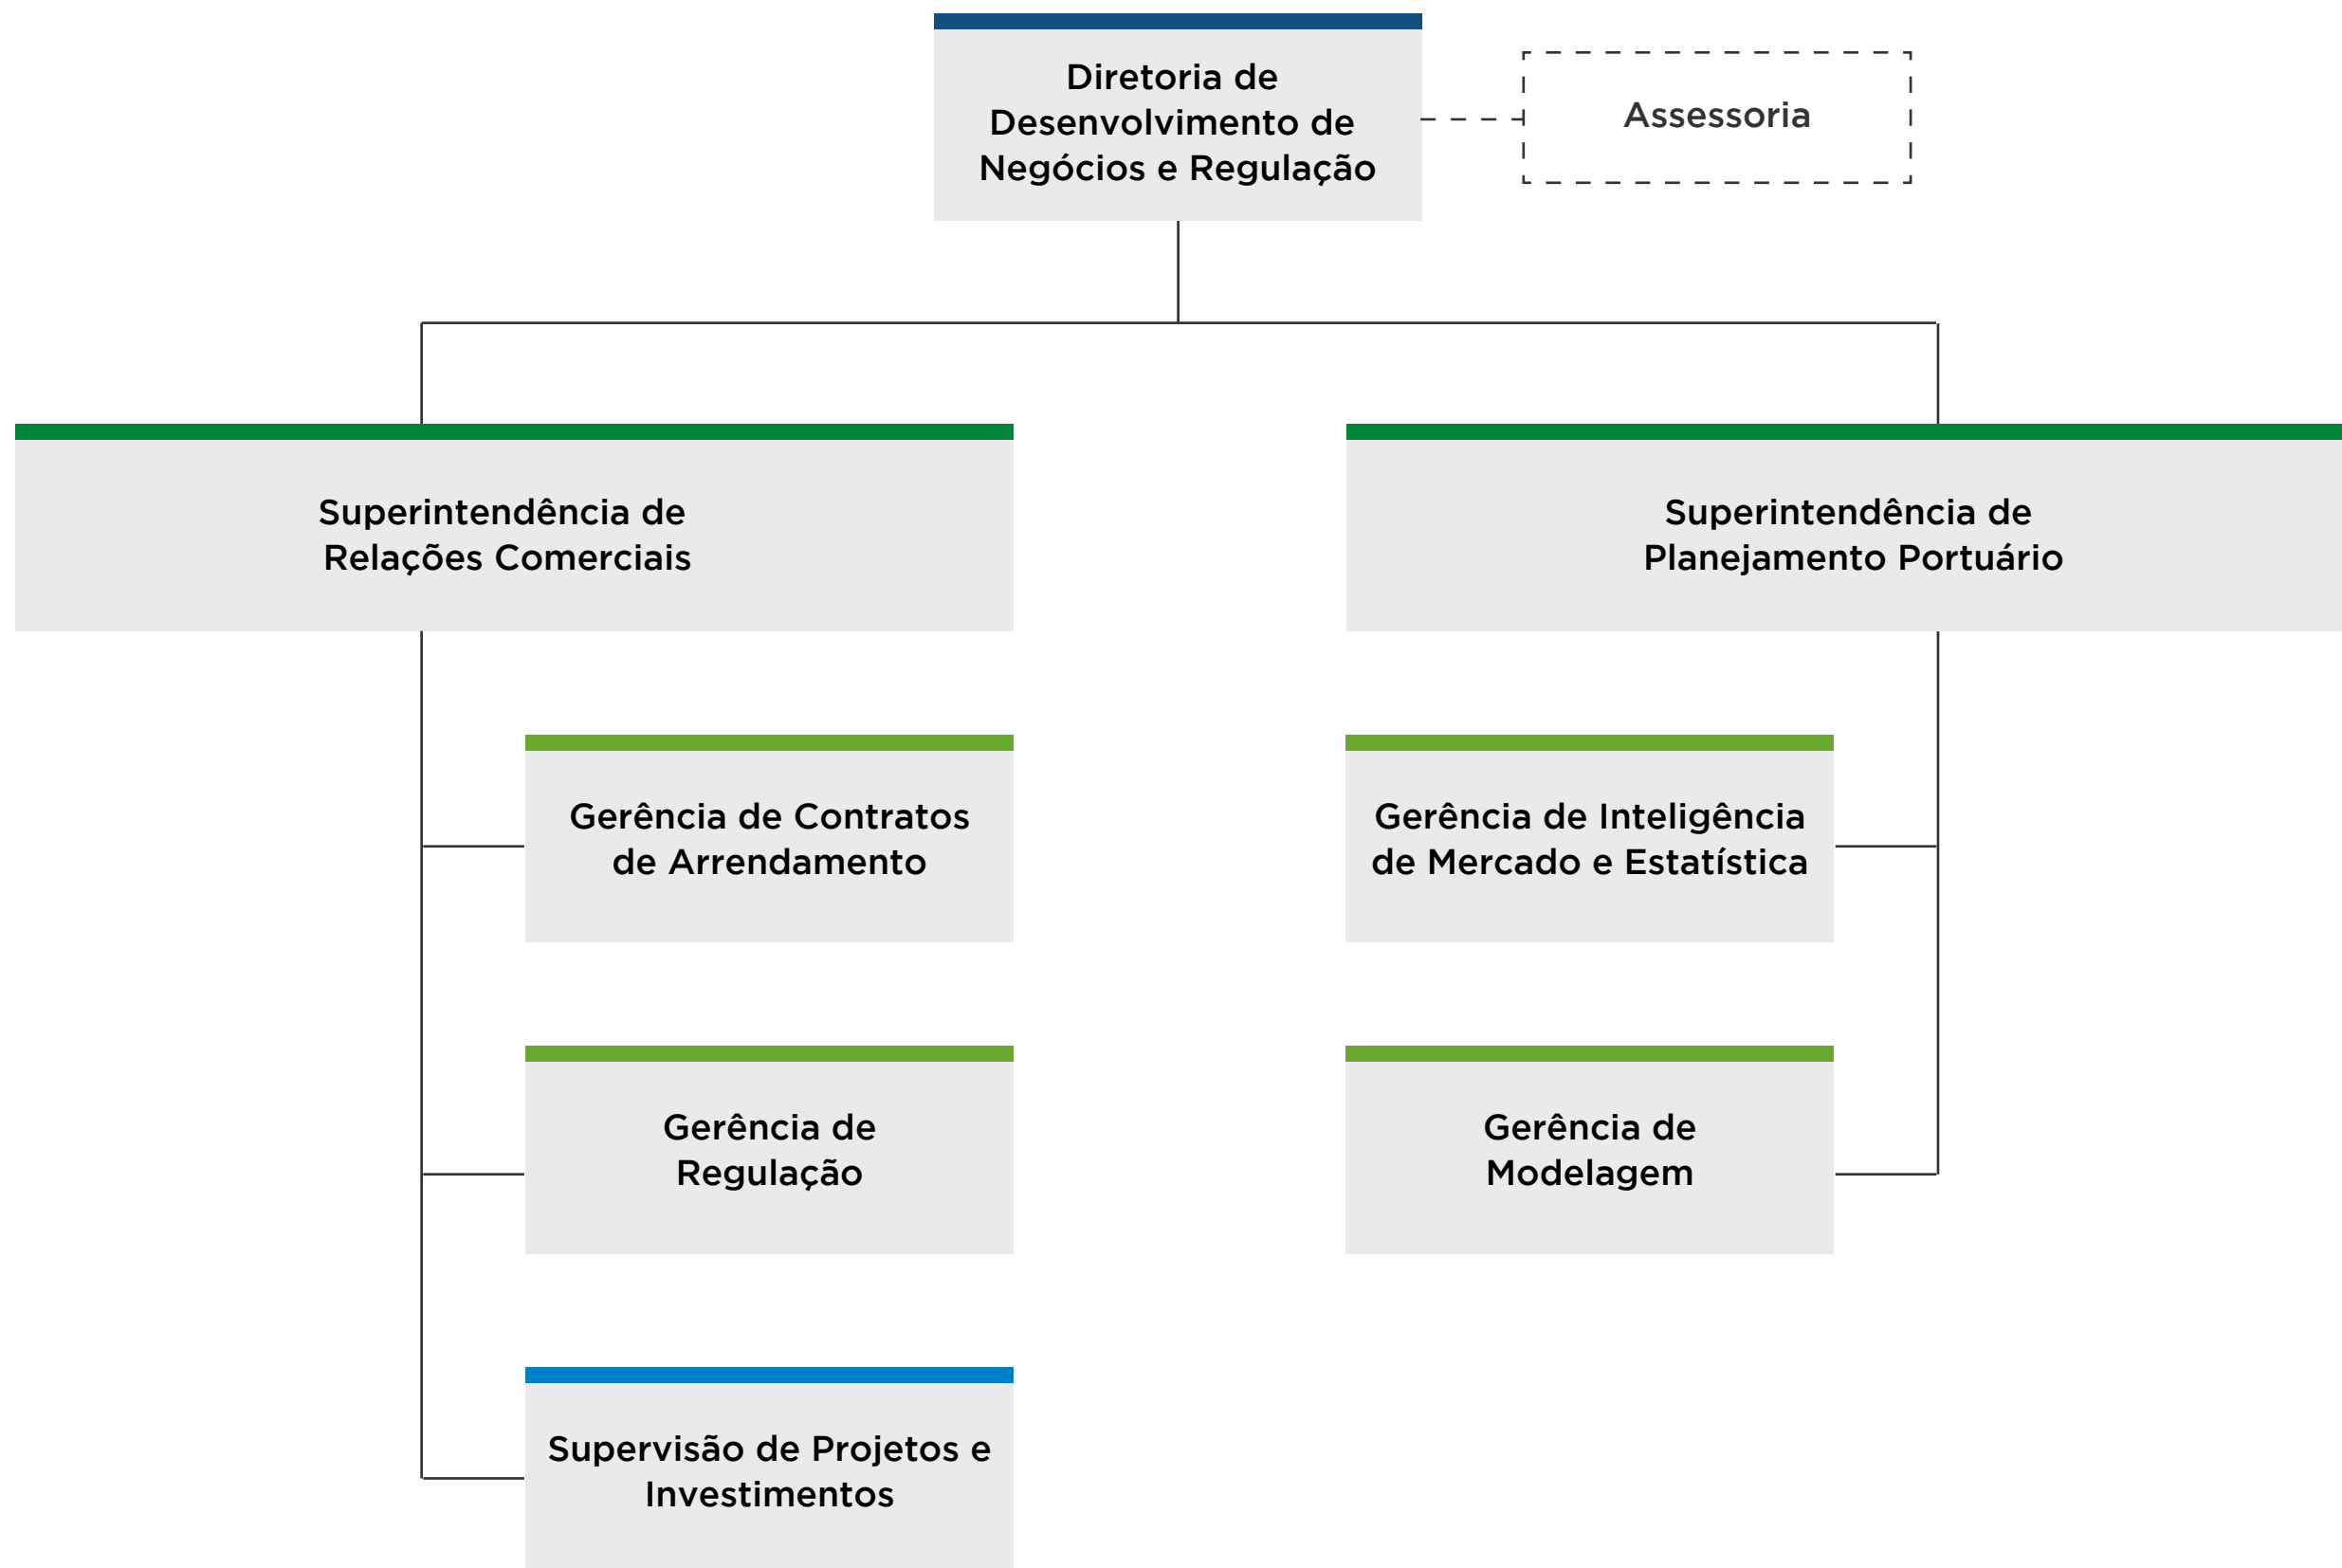 Diretoria de
Desenvolvimento de
Negócios e Regulação
Assessoria
Superintendência de
Relações Comerciais
Superintendência de
Planejamento Portuário
Gerência de Contratos
de Arrendamento
Gerência de Inteligência
de Mercado e Estatística
Gerência de
Regulação
Gerência de
Modelagem
Supervisão de Projetos e
Investimentos